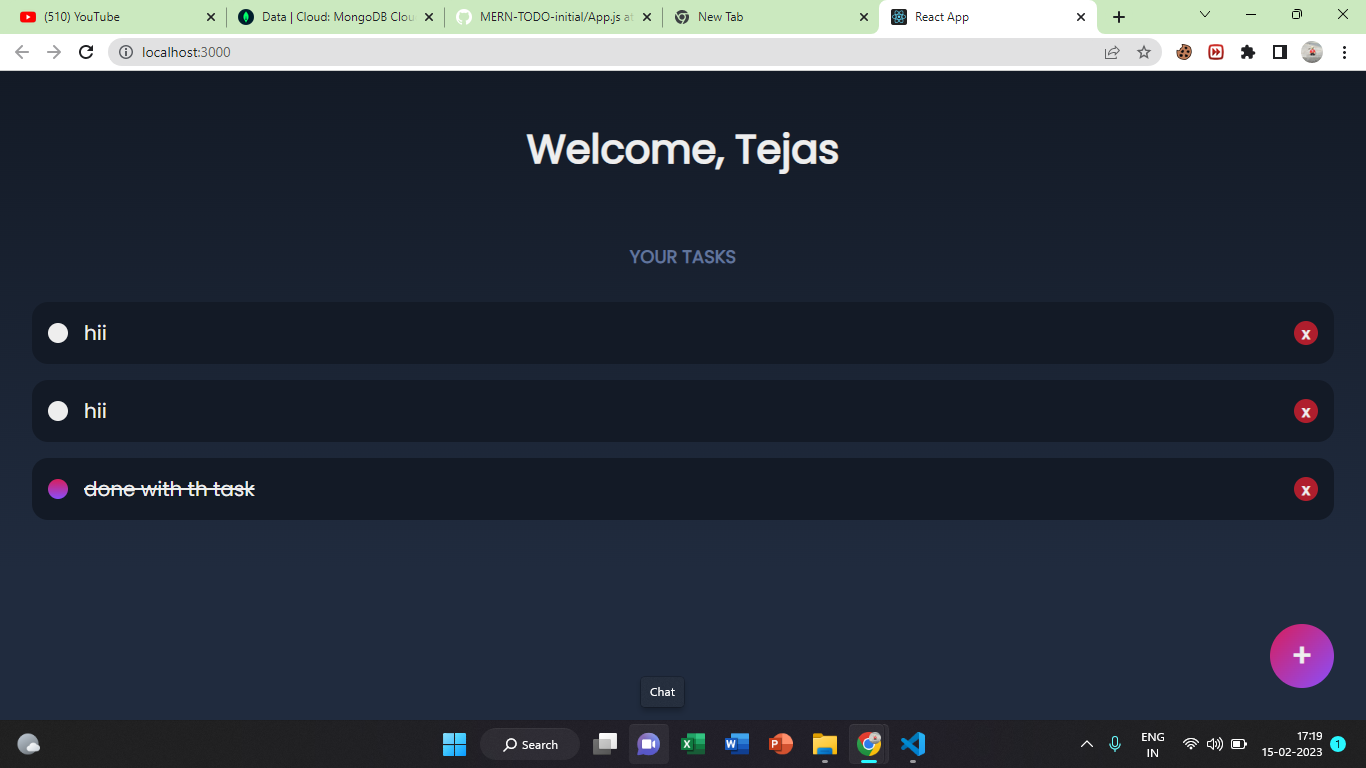 (510) YouTube
Data | Cloud: MongoDB Clou
MERN-TODO-initial/App.js at
New Tab
React App
localhost:3000
Welcome, Tejas
YOUR TASKS
hii
x
hii
x
done with th task
x
+
Chat
Search
ENG
IN
17:19
15-02-2023
1